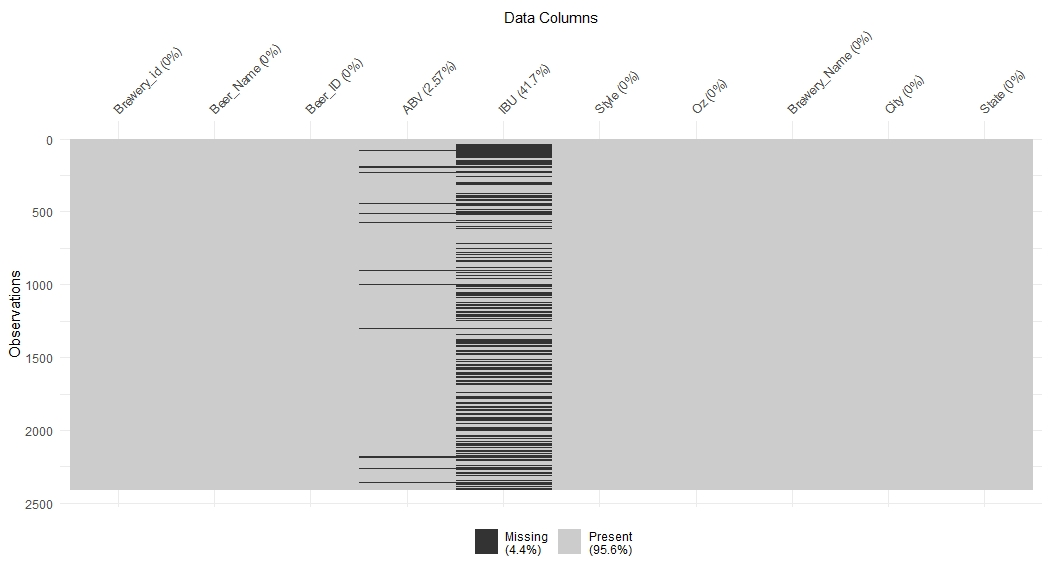 Data Columns
Brewery_id (0%)
Beer_Name (0%)
Beer_ID (0%)
ABV (2.57%)
IBU (41.7%)
Style (0%)
Oz (0%)
Brewery_Name (0%)
City (0%)
State (0%)
0
500
1000
1500
2000
2500
Observations
Missing
(4.4%)
Present
(95.6%)